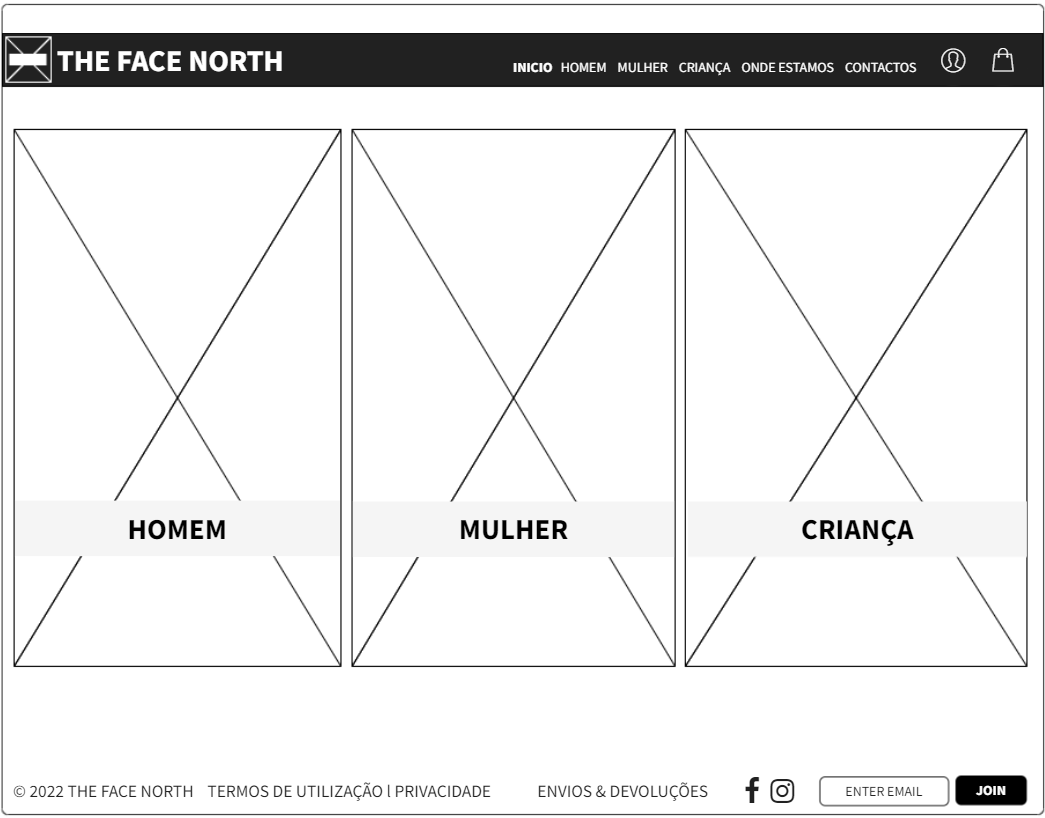 THE FACE NORTH
INICIO HOMEM MULHER CRIANÇA ONDE ESTAMOS CONTACTOS
HOMEM
MULHER
CRIANÇA
© 2022 THE FACE NORTH TERMOS DE UTILIZAÇÃO l PRIVACIDADE ENVIOS & DEVOLUÇÕES ENTER EMAIL JOIN